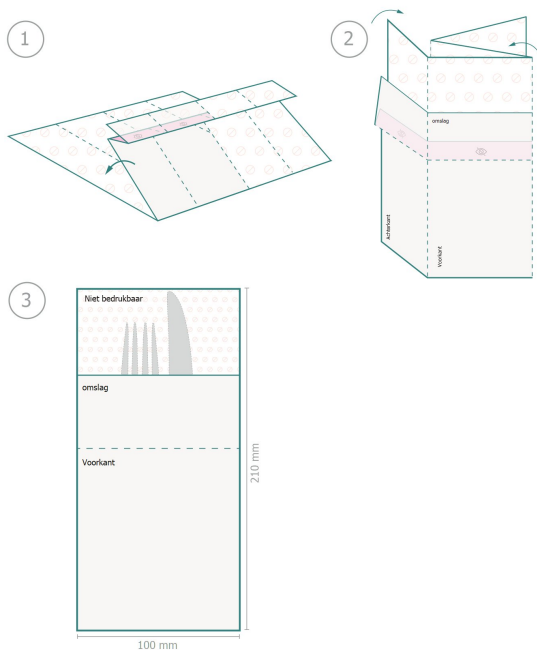 1
2
omslag
Achterkant
Voorkant
3
Niet bedrukbaar
omslag
Voorkant
210 mm
100 mm